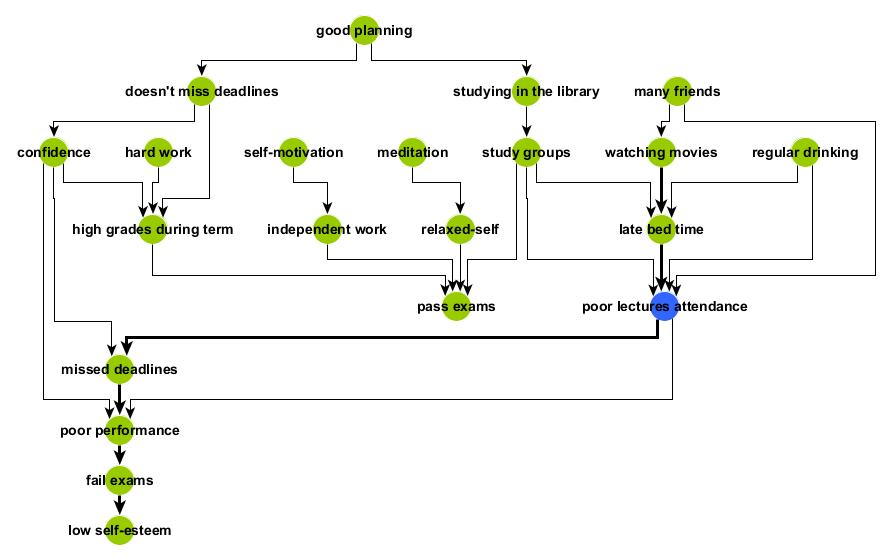 good planning
doesn't miss deadlines
studying in the library
many friends
confidence
hard work
self-motivation
meditation
study groups
watching movies
regular drinking
high grades during term
independent work
relaxed-self
late bed time
pass exams
poor lectures attendance
missed deadlines
poor performance
fail exams
low self-esteem